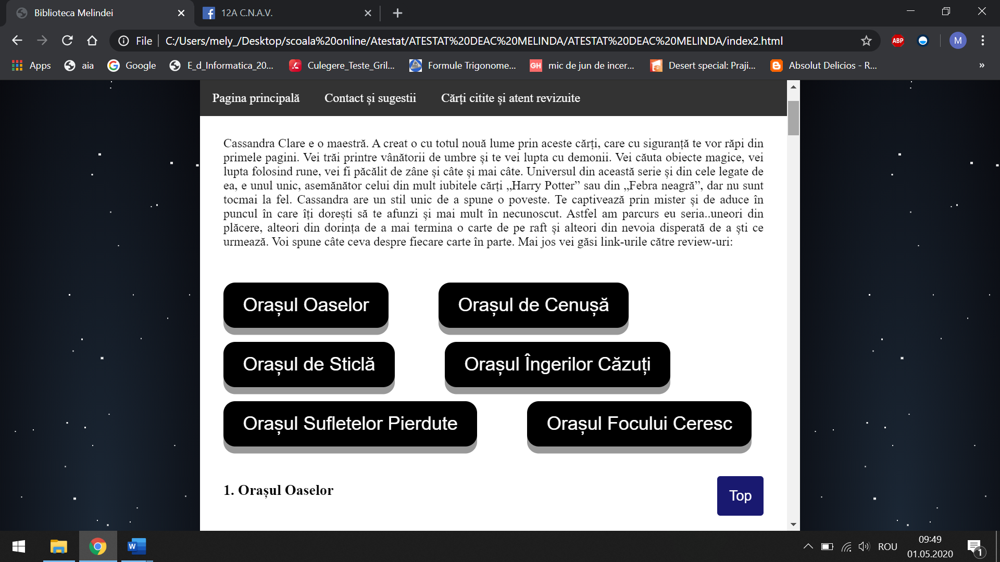 Biblioteca Melindei
12A C.N.A.V.
File
C:/Users/mely_/Desktop/scoala%20online/Atestat/ATESTAT%20DEAC%20MELINDA/ATESTAT%20DEAC%20MELINDA/index2.html
ABP
M
Apps
aia
Google
E_d_Informatica_20...
Culegere_Teste_Gril...
Formule Trigonome...
GH
mic de jun de incer...
Desert special: Praji...
Absolut Delicios - R...
»
Pagina principală
Contact și sugestii
Cărți citite și atent revizuite
Cassandra Clare e o maestră. A creat o cu totul nouă lume prin aceste cărți, care cu siguranță te vor răpi din
primele pagini. Vei trăi printre vânătorii de umbre și te vei lupta cu demonii. Vei căuta obiecte magice, vei
lupta folosind rune, vei fi păcălit de zâne și câte și mai câte. Universul din această serie și din cele legate de
ea, e unul unic, asemănător celui din mult iubitele cărți „Harry Potter” sau din „Febra neagră”, dar nu sunt
tocmai la fel. Cassandra are un stil unic de a spune o poveste. Te captivează prin mister și de aduce în
puncul în care îți dorești să te afunzi și mai mult în necunoscut. Astfel am parcurs eu seria..uneori din
plăcere, alteori din dorința de a mai termina o carte de pe raft și alteori din nevoia disperată de a ști ce
urmează. Voi spune câte ceva despre fiecare carte în parte. Mai jos vei găsi link-urile către review-uri:
Orașul Oaselor
Orașul de Cenușă
Orașul de Sticlă
Orașul Îngerilor Căzuți
Orașul Sufletelor Pierdute
Orașul Focului Ceresc
1. Orașul Oaselor
Top
W
ROU
09:49
01.05.2020
1